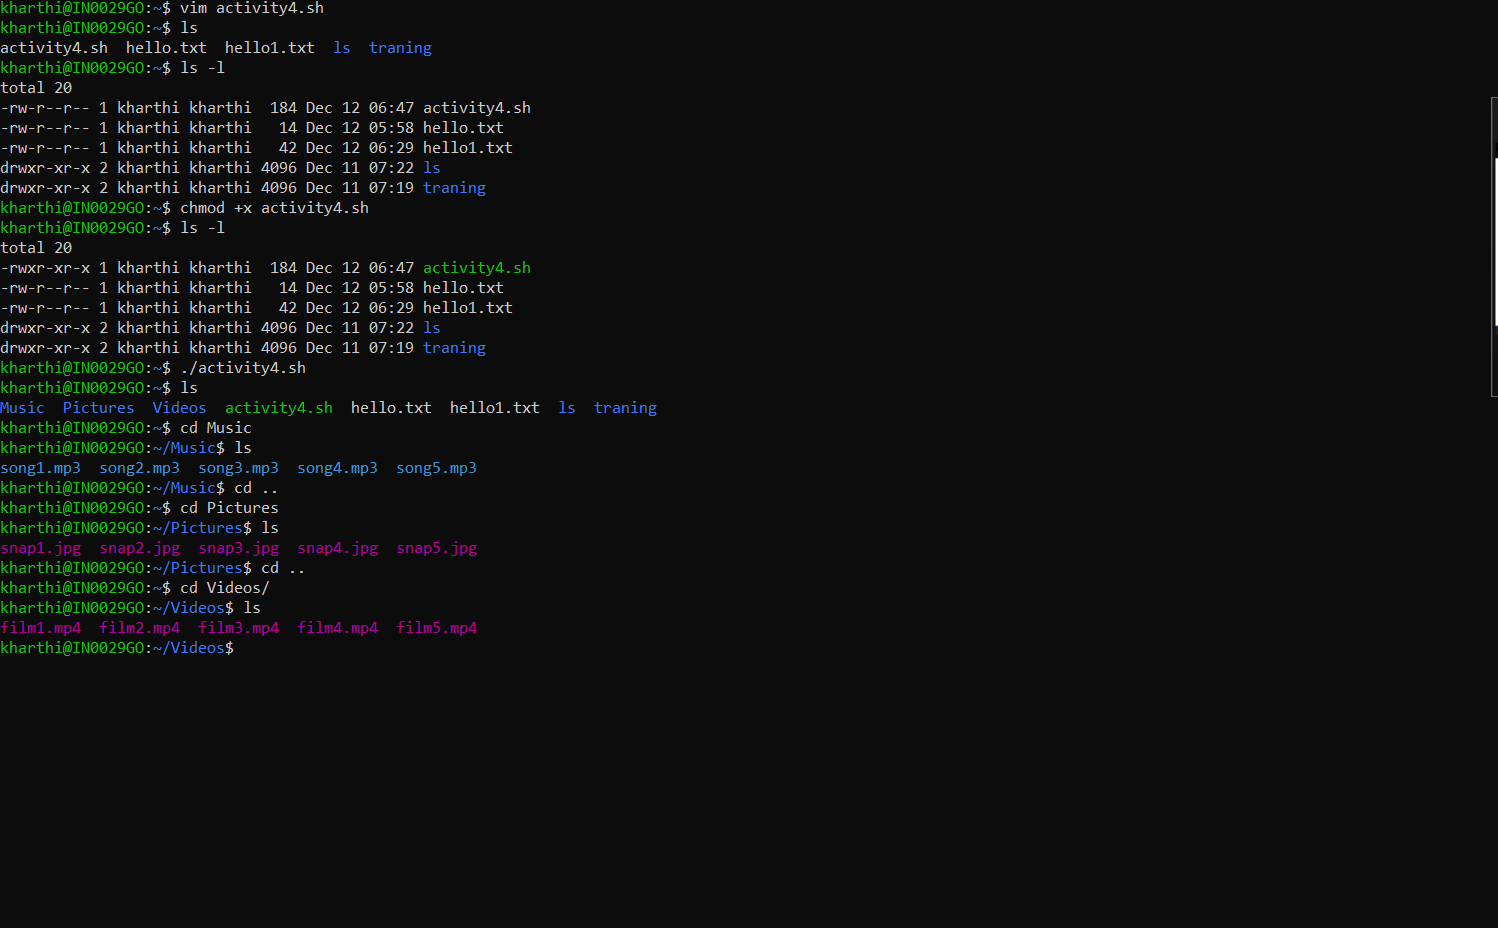 kharthi@IN0029GO:~$ vim activity4.sh
kharthi@IN0029GO:~$ ls
activity4.sh  hello.txt  hello1.txt  ls  traning
kharthi@IN0029GO:~$ ls -l
total 20
-rw-r--r-- 1 kharthi kharthi  184 Dec 12 06:47 activity4.sh
-rw-r--r-- 1 kharthi kharthi   14 Dec 12 05:58 hello.txt
-rw-r--r-- 1 kharthi kharthi   42 Dec 12 06:29 hello1.txt
drwxr-xr-x 2 kharthi kharthi 4096 Dec 11 07:22 ls
drwxr-xr-x 2 kharthi kharthi 4096 Dec 11 07:19 traning
kharthi@IN0029GO:~$ chmod +x activity4.sh
kharthi@IN0029GO:~$ ls -l
total 20
-rwxr-xr-x 1 kharthi kharthi  184 Dec 12 06:47 activity4.sh
-rw-r--r-- 1 kharthi kharthi   14 Dec 12 05:58 hello.txt
-rw-r--r-- 1 kharthi kharthi   42 Dec 12 06:29 hello1.txt
drwxr-xr-x 2 kharthi kharthi 4096 Dec 11 07:22 ls
drwxr-xr-x 2 kharthi kharthi 4096 Dec 11 07:19 traning
kharthi@IN0029GO:~$ ./activity4.sh
kharthi@IN0029GO:~$ ls
Music  Pictures  Videos  activity4.sh  hello.txt  hello1.txt  ls  traning
kharthi@IN0029GO:~$ cd Music
kharthi@IN0029GO:~/Music$ ls
song1.mp3  song2.mp3  song3.mp3  song4.mp3  song5.mp3
kharthi@IN0029GO:~/Music$ cd ..
kharthi@IN0029GO:~$ cd Pictures
kharthi@IN0029GO:~/Pictures$ ls
snap1.jpg  snap2.jpg  snap3.jpg  snap4.jpg  snap5.jpg
kharthi@IN0029GO:~/Pictures$ cd ..
kharthi@IN0029GO:~$ cd Videos/
kharthi@IN0029GO:~/Videos$ ls
film1.mp4  film2.mp4  film3.mp4  film4.mp4  film5.mp4
kharthi@IN0029GO:~/Videos$